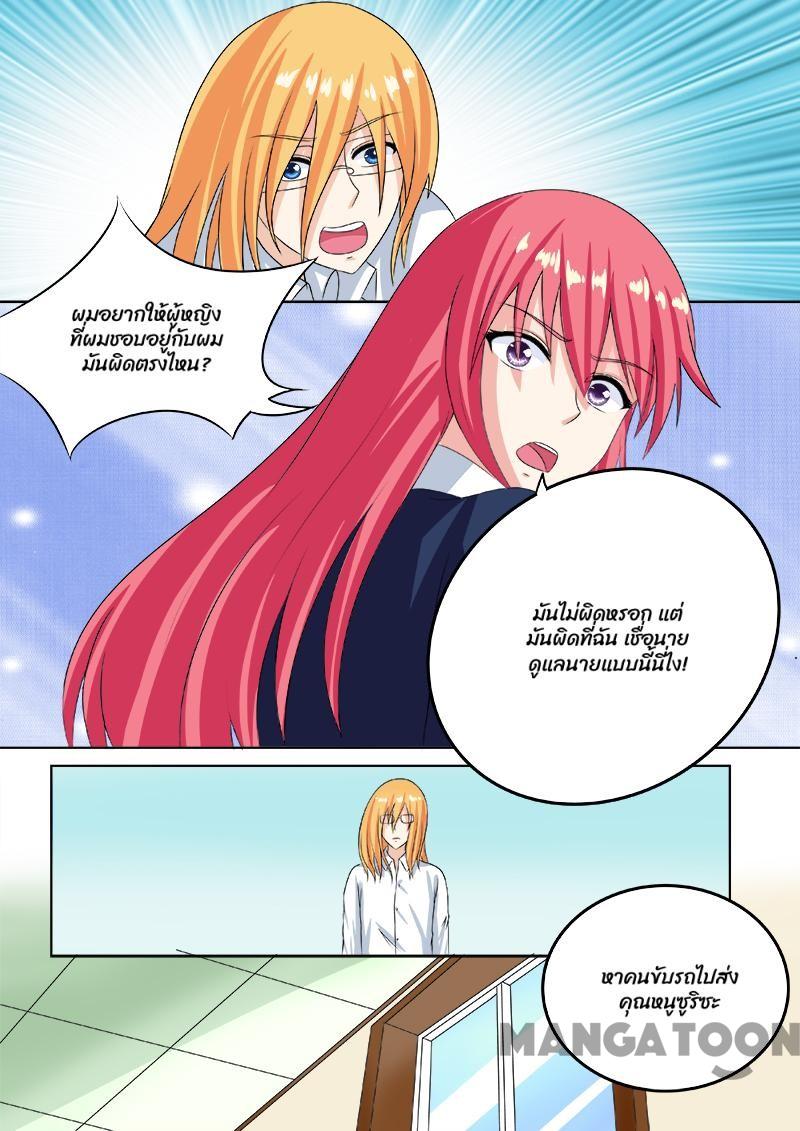 ผมอยากให้ผู้หญิง
ที่ผมชอบอยู่กับผม
มันผิดตรงไหน?
มันไม่ผิดหรอก แต่
มันผิดที่ฉัน เชื่อนาย
ดูแลนายแบบนี้นี่ไง!
หาคนขับรถไปส่ง
คุณหนูซูริซะ
MANGATOON